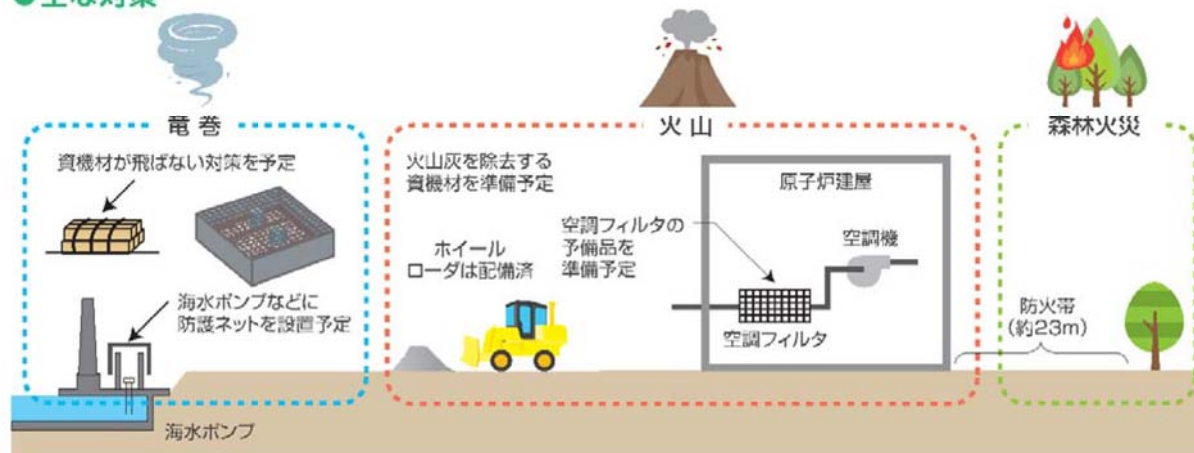 ●主な対策
竜巻
資機材が飛ばない対策を予定
海水ポンプなどに
防護ネットを設置予定
海水ポンプ
火山
火山灰を除去する
資機材を準備予定
ホイール
ローダは配備済
空調フィルタの
予備品を
準備予定
原子炉建屋
空調機
空調フィルタ
森林火災
防火帯
(約23m)